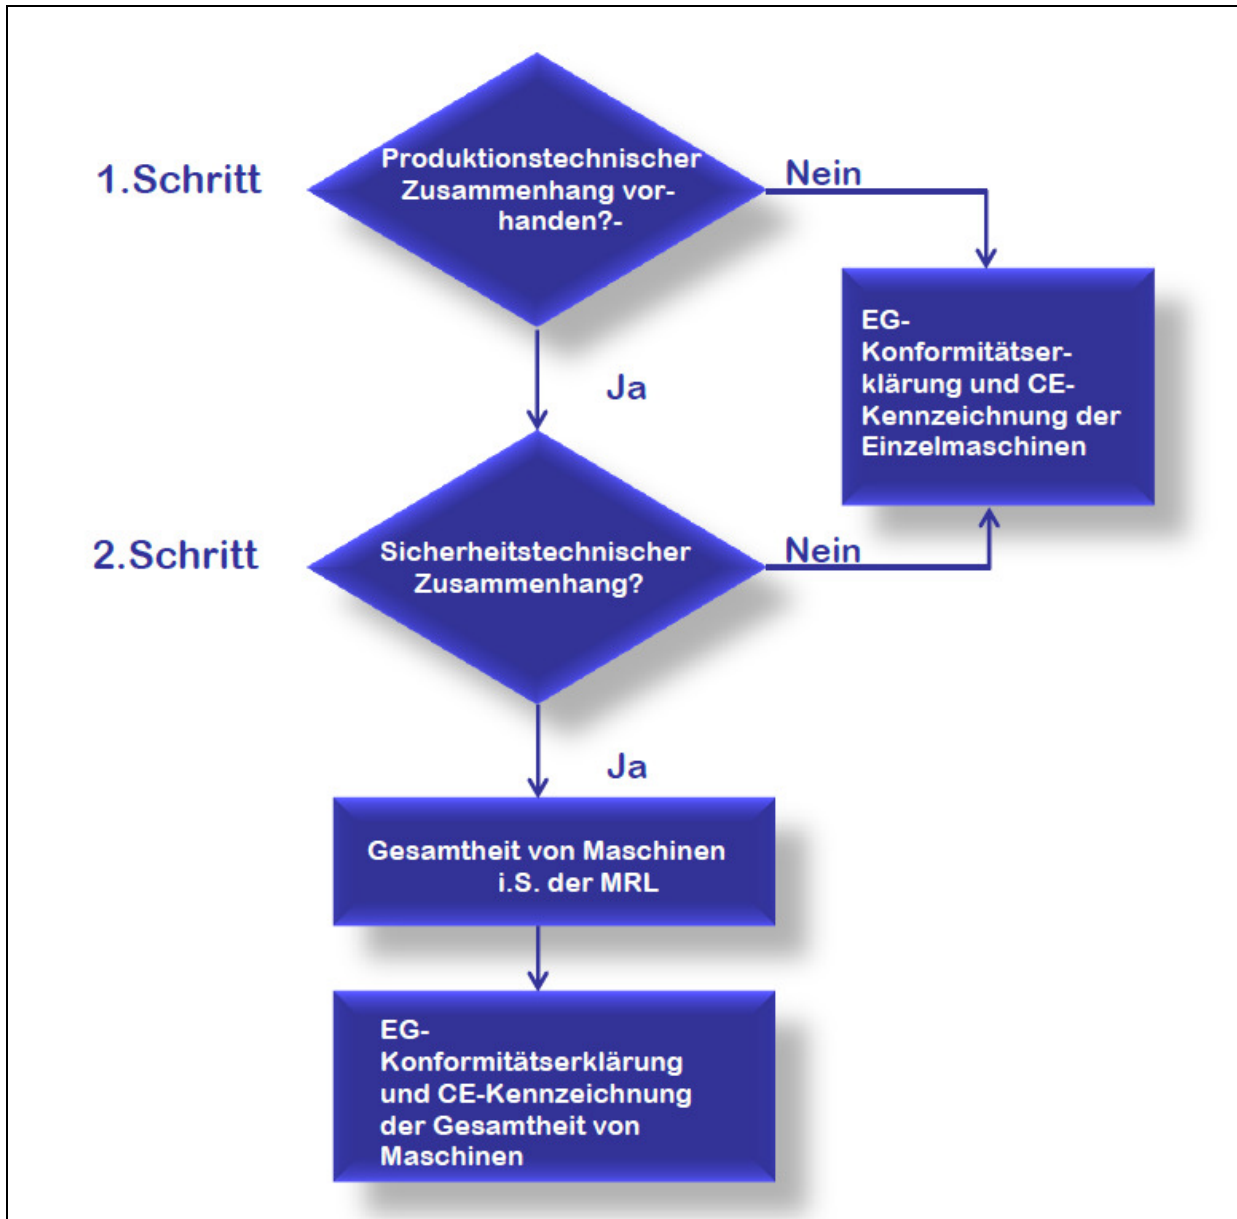 1.Schritt
Produktionstechnischer
Zusammenhang vor-
handen?-
Nein
EG-
Konformitätser-
klärung und CE-
Kennzeichnung der
Einzelmaschinen
Ja
2.Schritt
Sicherheitstechnischer
Zusammenhang?
Nein
Ja
Gesamtheit von Maschinen
i.S. der MRL
EG-
Konformitätserklärung
und CE-Kennzeichnung
der Gesamtheit von
Maschinen